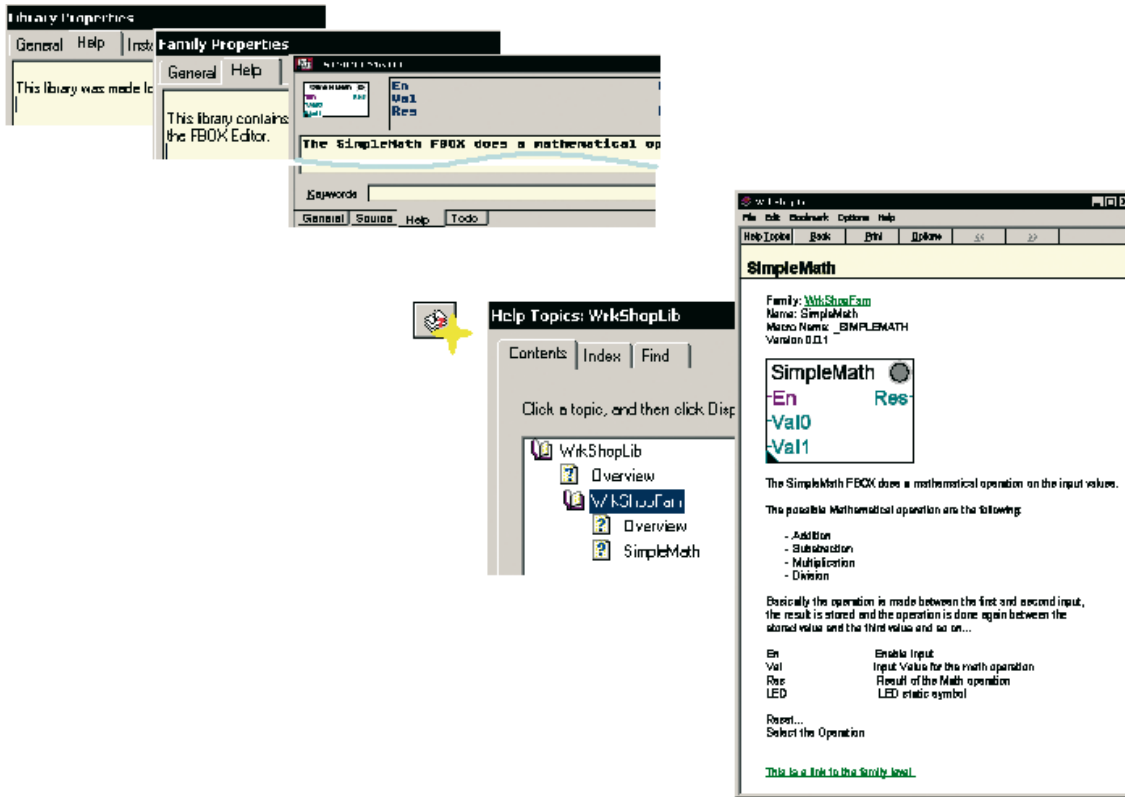 Library Properties
General Help Insta
This library was made fo
Family Properties
General Help
This library contains
the FBOX Editor.
En
Val
Res
The SimpleMath FBOX does a mathematical op
Keywords
General Source Help Todo
Help Topics: WrkShopLib
Contents Index Find
Click a topic, and then click Disp
WrkShopLib
Overview
WrkShopFam
Overview
SimpleMath
File Edit Bookmark Options Help
Help Topics Back Print Options << >>
SimpleMath
Family: WrkShopFam
Name: SimpleMath
Macro Name: _SIMPLEMATH
Version 0.0.1
SimpleMath
En Res
Val0
Val1
The SimpleMath FBOX does a mathematical operation on the input values.
The possible Mathematical operation are the following:
- Addition
- Substraction
- Multiplication
- Division
Basically the operation is made between the first and second input,
the result is stored and the operation is done again between the
stored value and the third value and so on...
En Enable Input
Val Input Value for the math operation
Res Result of the Math operation
LED LED static symbol
Reset...
Select the Operation
This is a link to the family level.